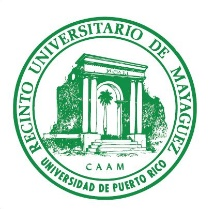 RECINTO UNIVERSITARIO DE MAYAGÜEZ
CAAM
UNIVERSIDAD DE PUERTO RICO